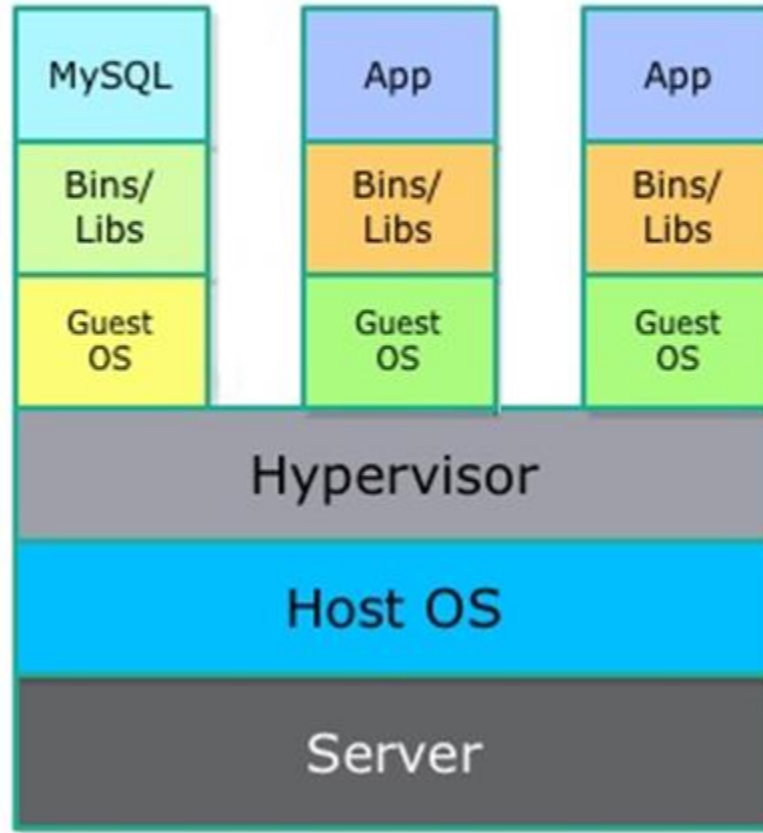 MySQL
App
App
Bins/
Libs
Bins/
Libs
Bins/
Libs
Guest
OS
Guest
OS
Guest
OS
Hypervisor
Host OS
Server